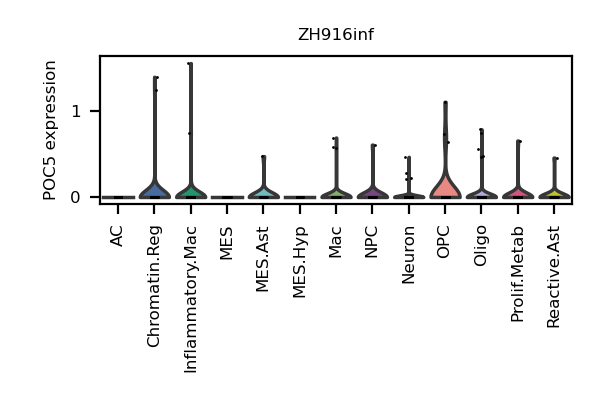 ZH916inf
POC5 expression
1
0
AC
Chromatin.Reg
Inflammatory.Mac
MES
MES.Ast
MES.Hyp
Mac
NPC
Neuron
OPC
Oligo
Prolif.Metab
Reactive.Ast